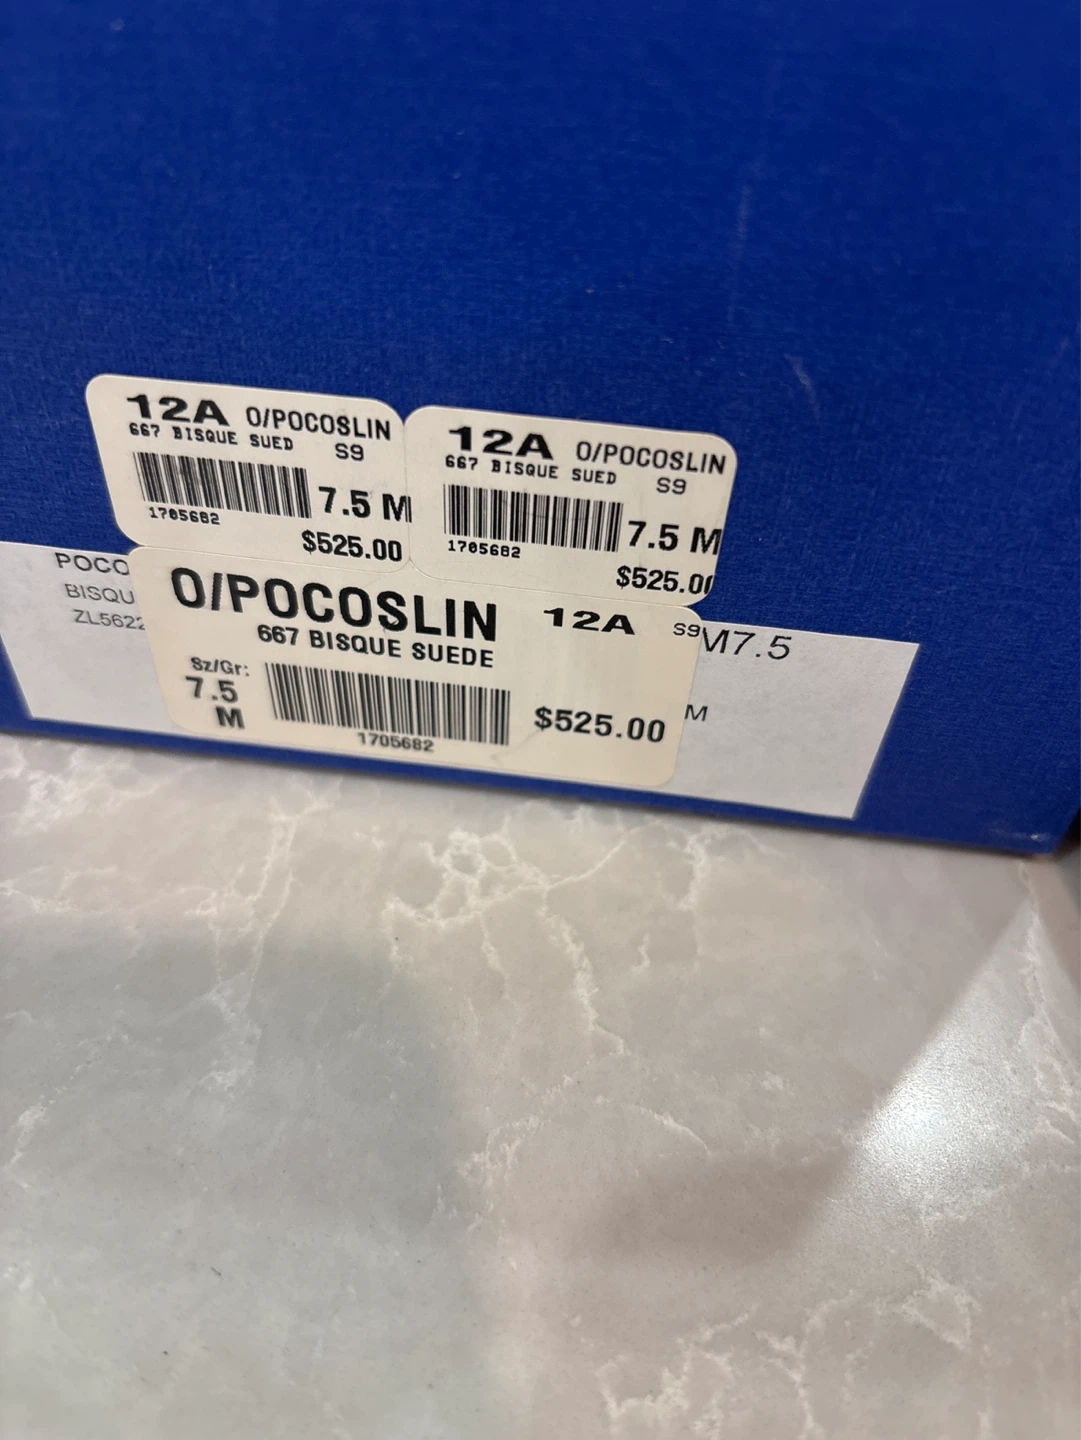 12A O/POCOSLIN
667 BISQUE SUED S9
7.5 M
1705682
$525.00
12A O/POCOSLIN
667 BISQUE SUED S9
7.5 M
1705682
$525.00
POCO
BISQU
ZL5622
O/POCOSLIN 12A S9
667 BISQUE SUEDE
Sz/Gr:
7.5
M
$525.00
1705682
M7.5
M